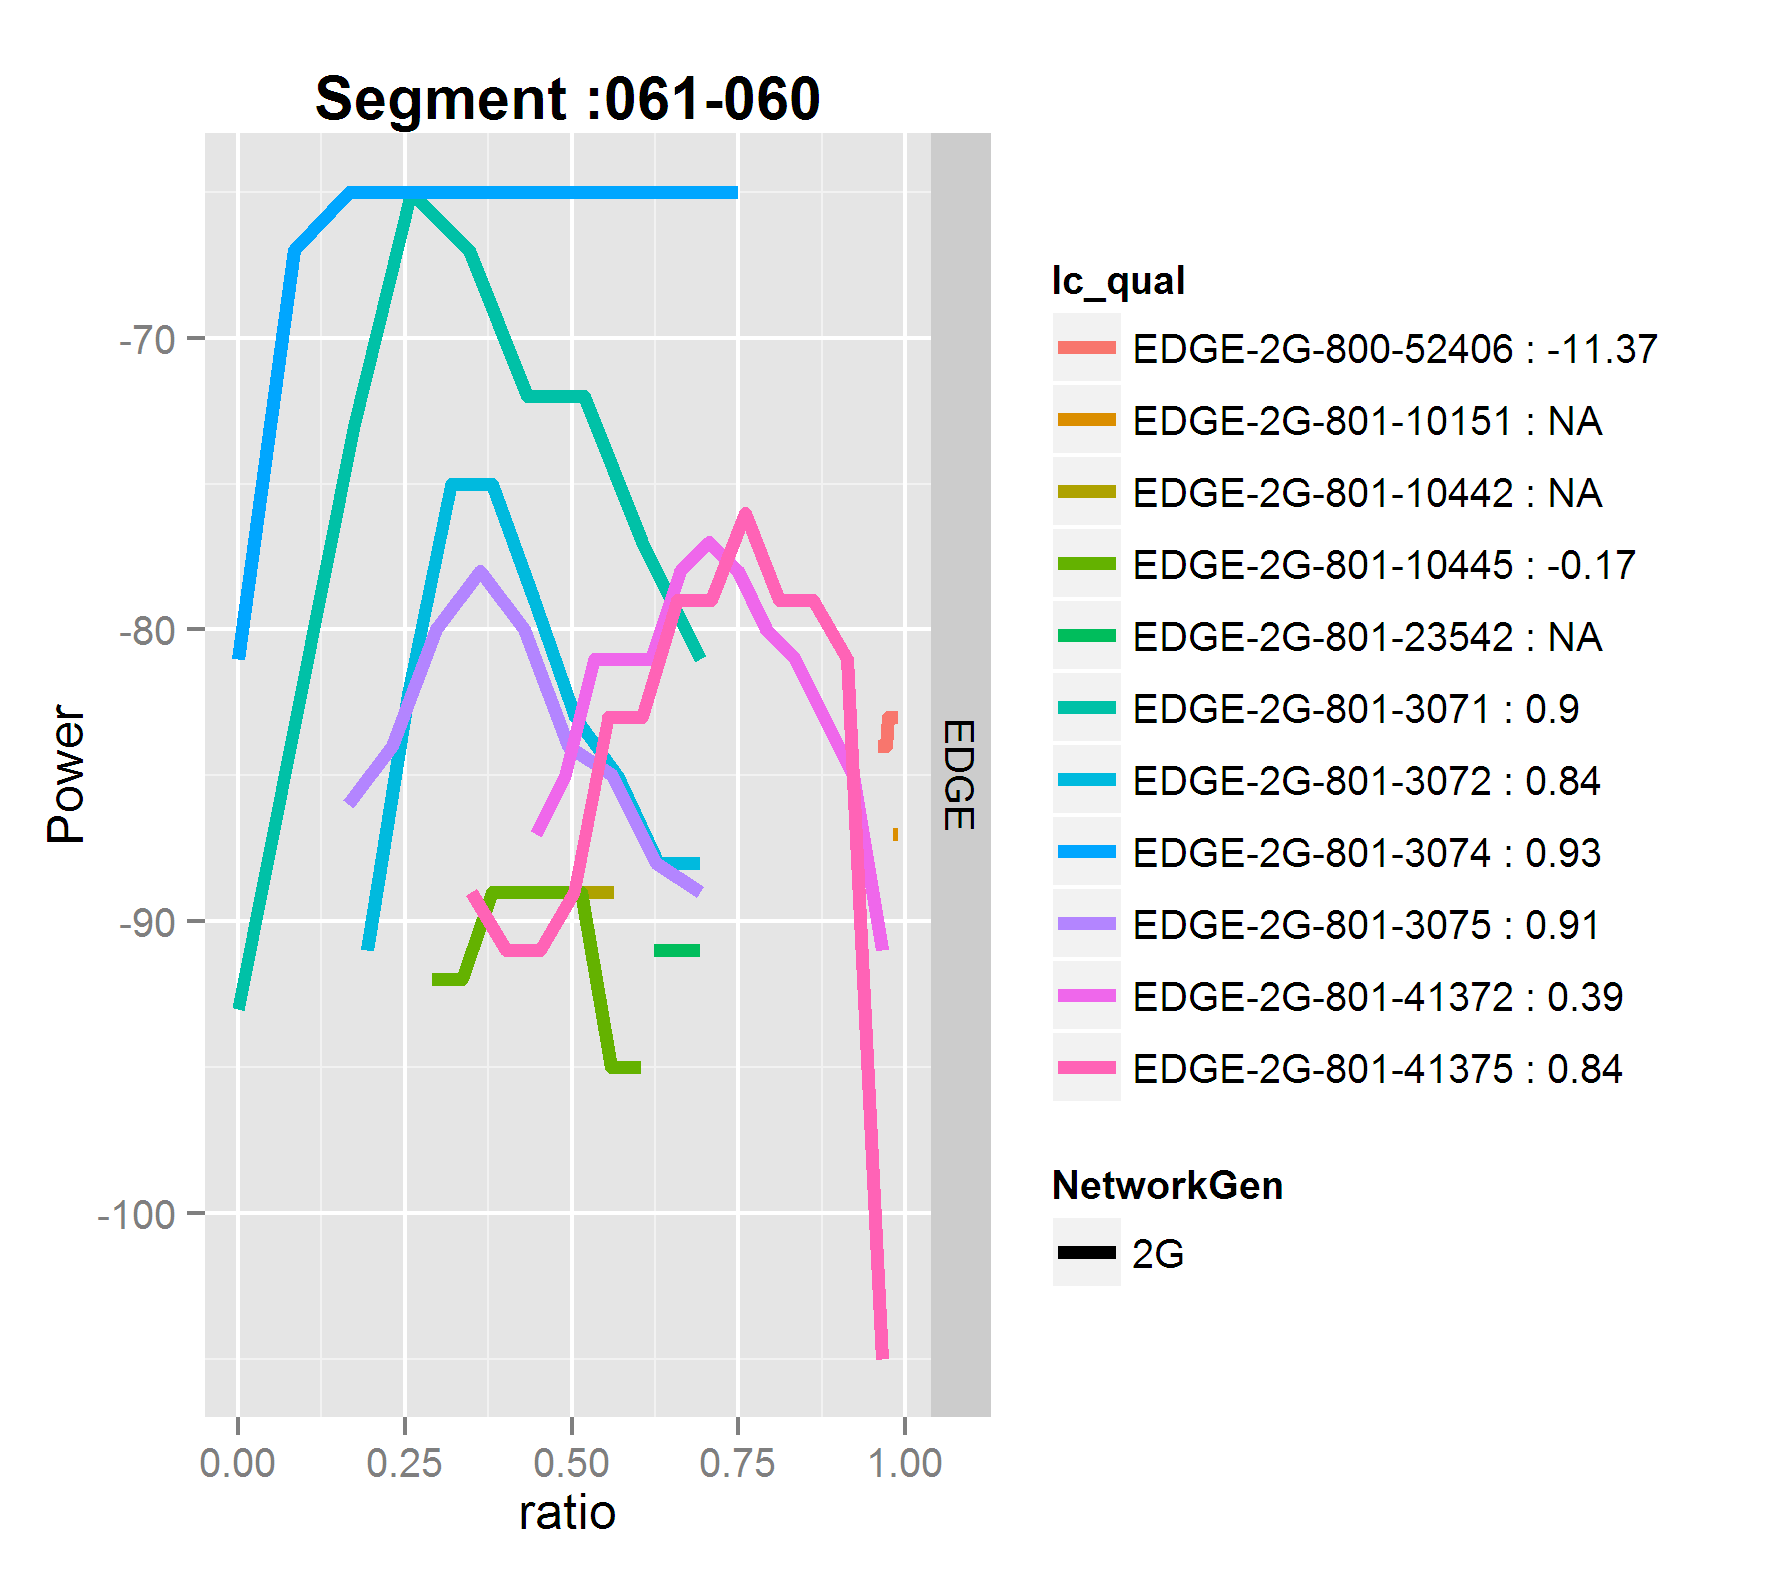 Segment :061-060
Power
-70
-80
-90
-100
0.00 0.25 0.50 0.75 1.00
ratio
EDGE
lc_qual
EDGE-2G-800-52406 : -11.37
EDGE-2G-801-10151 : NA
EDGE-2G-801-10442 : NA
EDGE-2G-801-10445 : -0.17
EDGE-2G-801-23542 : NA
EDGE-2G-801-3071 : 0.9
EDGE-2G-801-3072 : 0.84
EDGE-2G-801-3074 : 0.93
EDGE-2G-801-3075 : 0.91
EDGE-2G-801-41372 : 0.39
EDGE-2G-801-41375 : 0.84
NetworkGen
2G